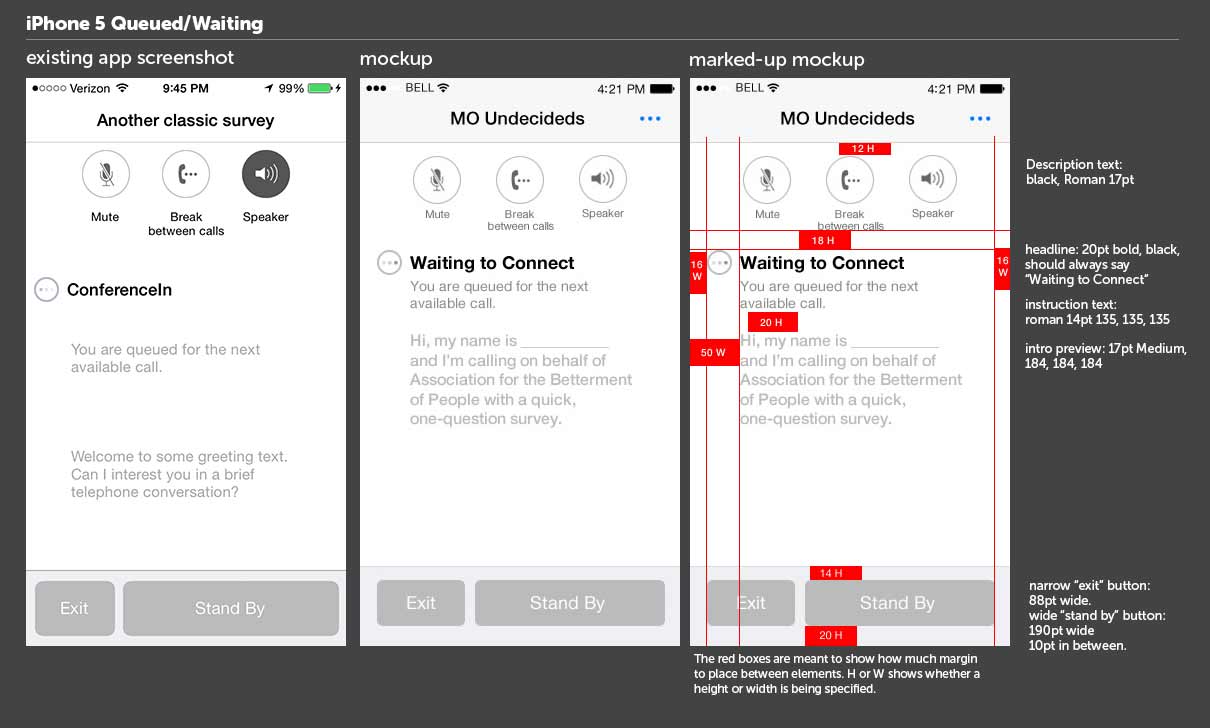 iPhone 5 Queued/Waiting
existing app screenshot
Verizon
9:45 PM
99%
Another classic survey
Mute
Break
between calls
Speaker
ConferenceIn
You are queued for the next
available call.
Welcome to some greeting text.
Can I interest you in a brief
telephone conversation?
Exit
Stand By
mockup
BELL
4:21 PM
MO Undecideds
Mute
Break
between calls
Speaker
Waiting to Connect
You are queued for the next
available call.
Hi, my name is __________
and I'm calling on behalf of
Association for the Betterment
of People with a quick,
one-question survey.
Exit
Stand By
marked-up mockup
BELL
4:21 PM
MO Undecideds
12 H
Mute
Break
between calls
Speaker
18 H
16
W
16
W
Waiting to Connect
You are queued for the next
available call.
20 H
50 W
Hi, my name is __________
and I'm calling on behalf of
Association for the Betterment
of People with a quick,
one-question survey.
14 H
Exit
Stand By
20 H
The red boxes are meant to show how much margin
to place between elements. H or W shows whether a
height or width is being specified.
Description text:
black, Roman 17pt
headline: 20pt bold, black,
should always say
“Waiting to Connect”
instruction text:
roman 14pt 135, 135, 135
intro preview: 17pt Medium,
184, 184, 184
narrow “exit” button:
88pt wide.
wide “stand by” button:
190pt wide
10pt in between.